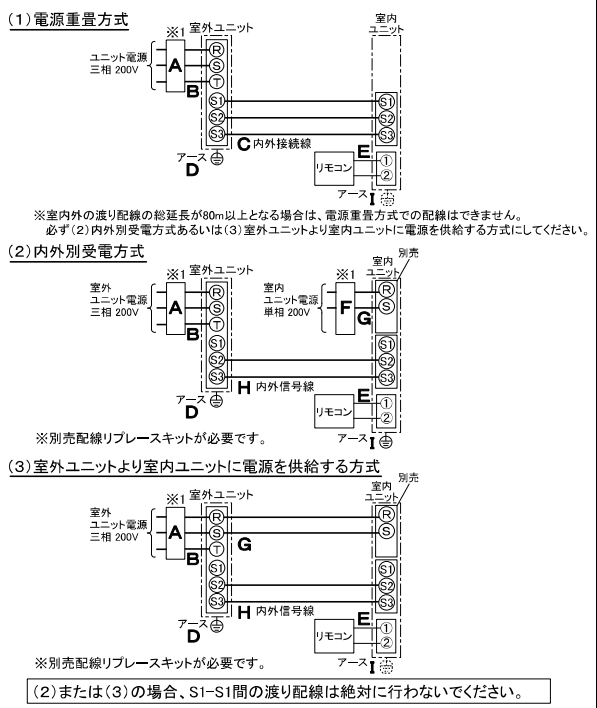 (1)電源重畳方式
※1 室外ユニット
室内
ユニット
ユニット電源
三相 200V
A
B
R
S
T
S1
S2
S3
S1
S2
S3
C 内外接続線
アース
D
リモコン
E
①
②
アース I
※室内外の渡り配線の総延長が80m以上となる場合は、電源重畳方式での配線はできません。
必ず(2)内外別受電方式あるいは(3)室外ユニットより室内ユニットに電源を供給する方式にしてください。
(2)内外別受電方式
※1 室外ユニット
※1
室内
ユニット
別売
室外
ユニット電源
三相 200V
A
B
R
S
T
S1
S2
S3
室内
ユニット電源
単相 200V
F
G
R
S
S1
S2
S3
H 内外信号線
アース
D
リモコン
E
①
②
アース I
※別売配線リプレースキットが必要です。
(3)室外ユニットより室内ユニットに電源を供給する方式
※1 室外ユニット
室内
ユニット
別売
室外
ユニット電源
三相 200V
A
B
R
S
T
S1
S2
S3
G
R
S
S1
S2
S3
H 内外信号線
アース
D
リモコン
E
①
②
アース I
※別売配線リプレースキットが必要です。
(2)または(3)の場合、S1-S1間の渡り配線は絶対に行わないでください。